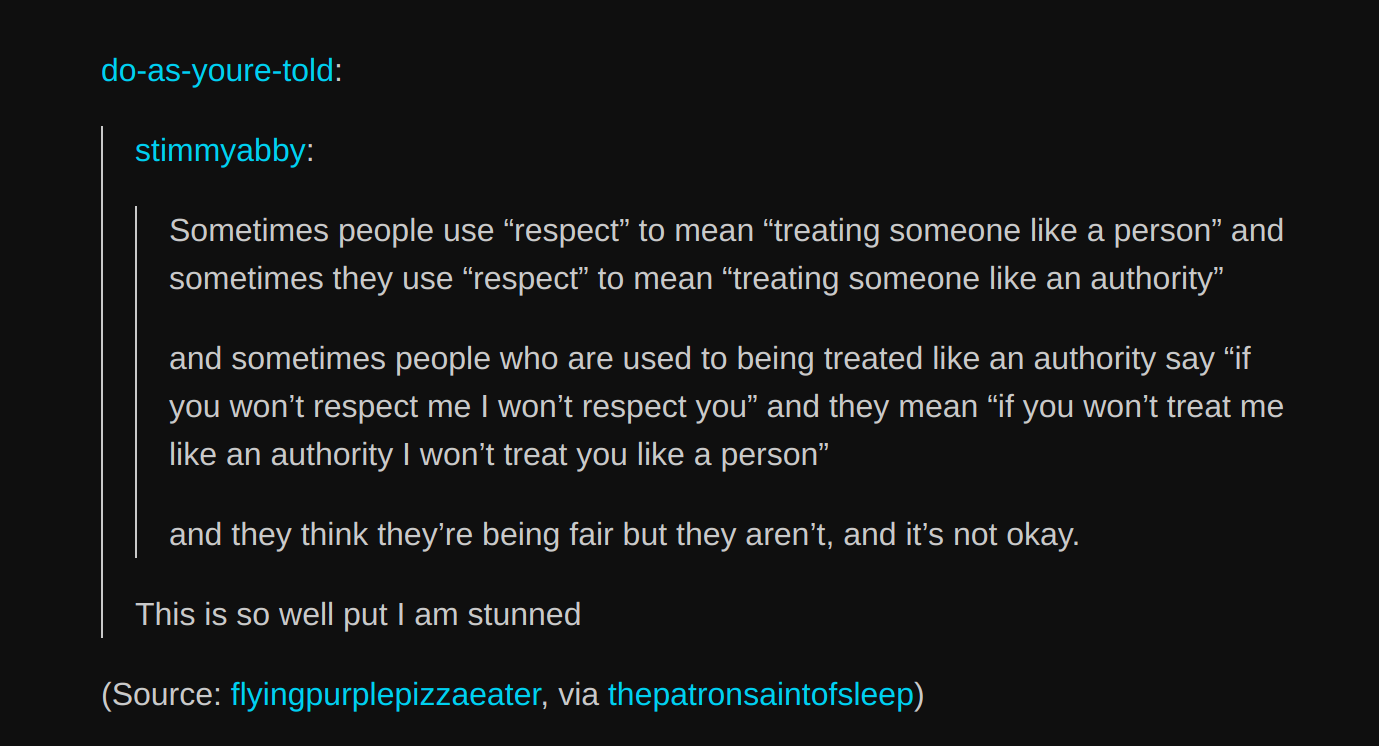 do-as-youre-told:
stimmyabby:
Sometimes people use “respect” to mean “treating someone like a person” and
sometimes they use “respect” to mean “treating someone like an authority”
and sometimes people who are used to being treated like an authority say “if
you won’t respect me I won’t respect you” and they mean “if you won’t treat me
like an authority I won’t treat you like a person”
and they think they’re being fair but they aren’t, and it’s not okay.
This is so well put I am stunned
(Source: flyingpurplepizzaeater, via thepatronsaintofsleep)